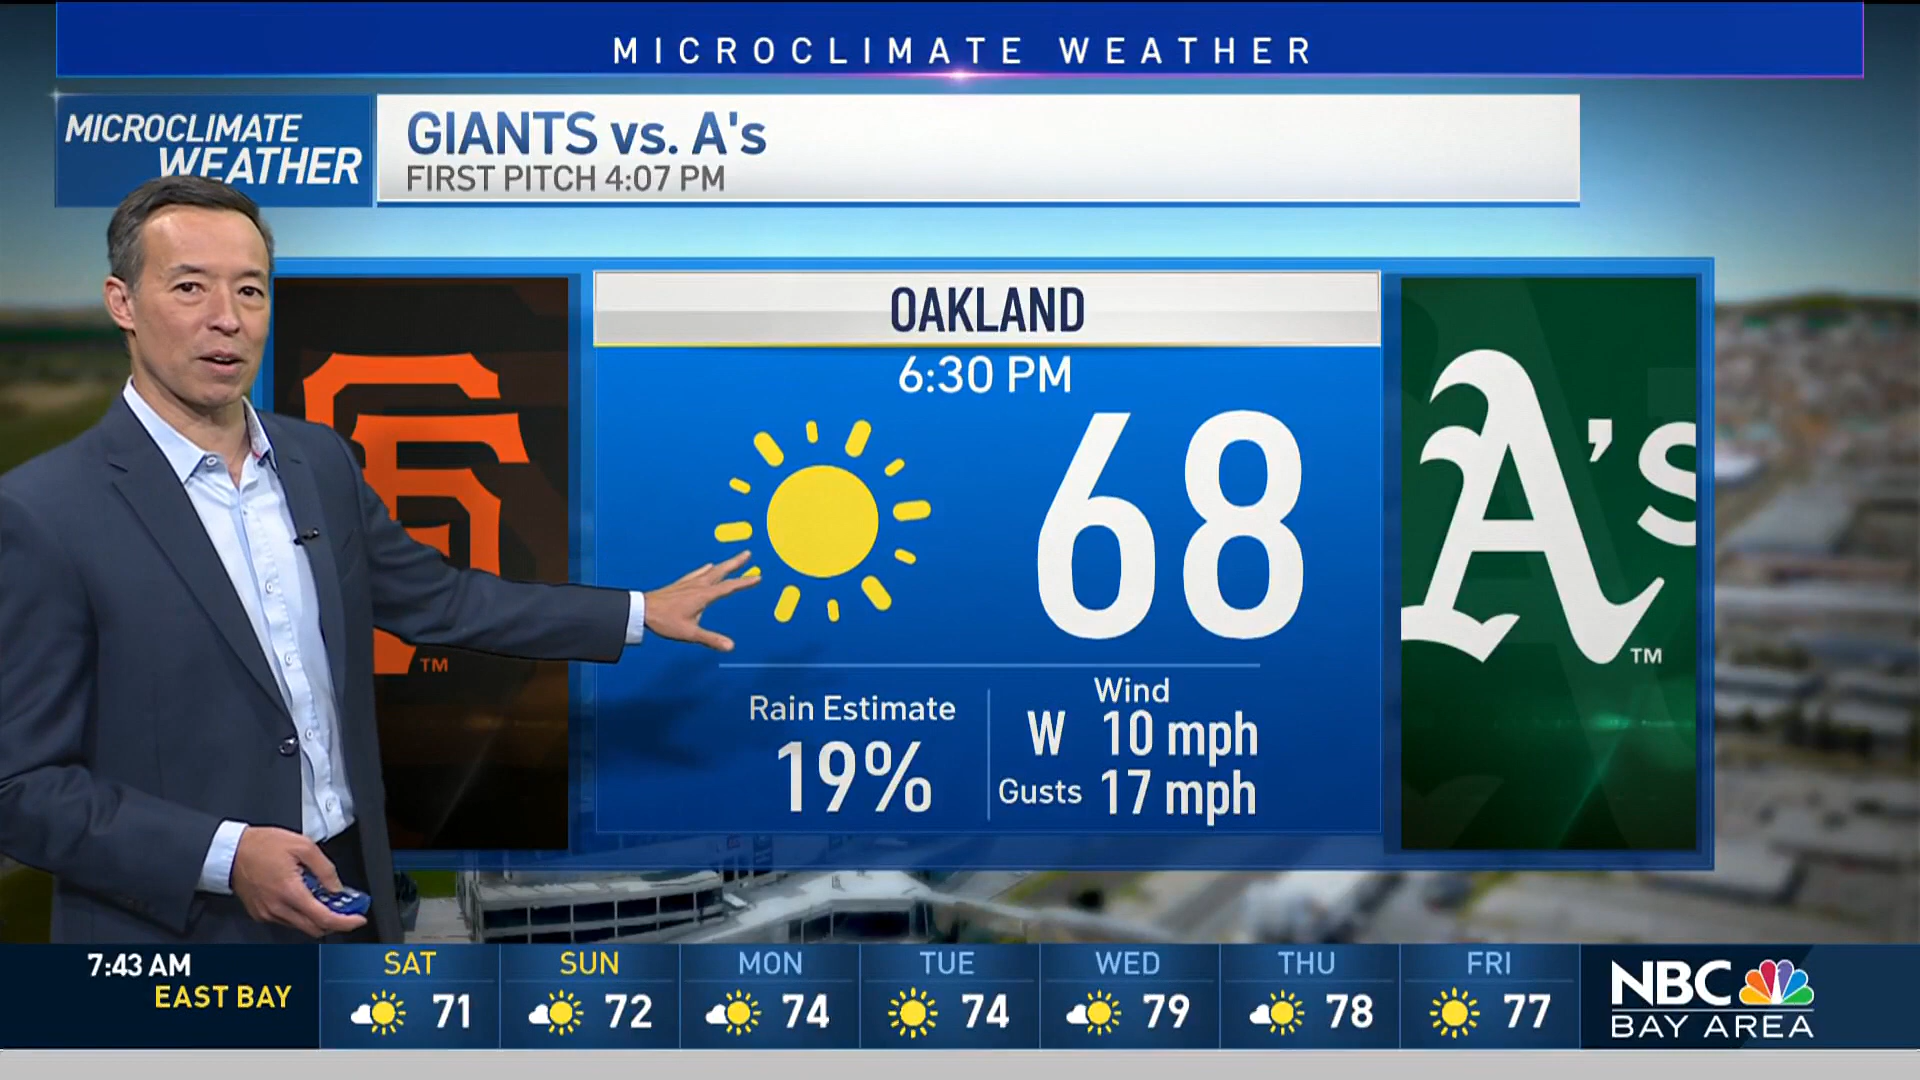 MICROCLIMATE WEATHER
MICROCLIMATE
WEATHER
GIANTS vs. A's
FIRST PITCH 4:07 PM
SF
TM
OAKLAND
6:30 PM
68
Rain Estimate
19%
Wind
W 10 mph
Gusts 17 mph
A's
TM
7:43 AM
EAST BAY
SAT
71
SUN
72
MON
74
TUE
74
WED
79
THU
78
FRI
77
NBC
BAY AREA